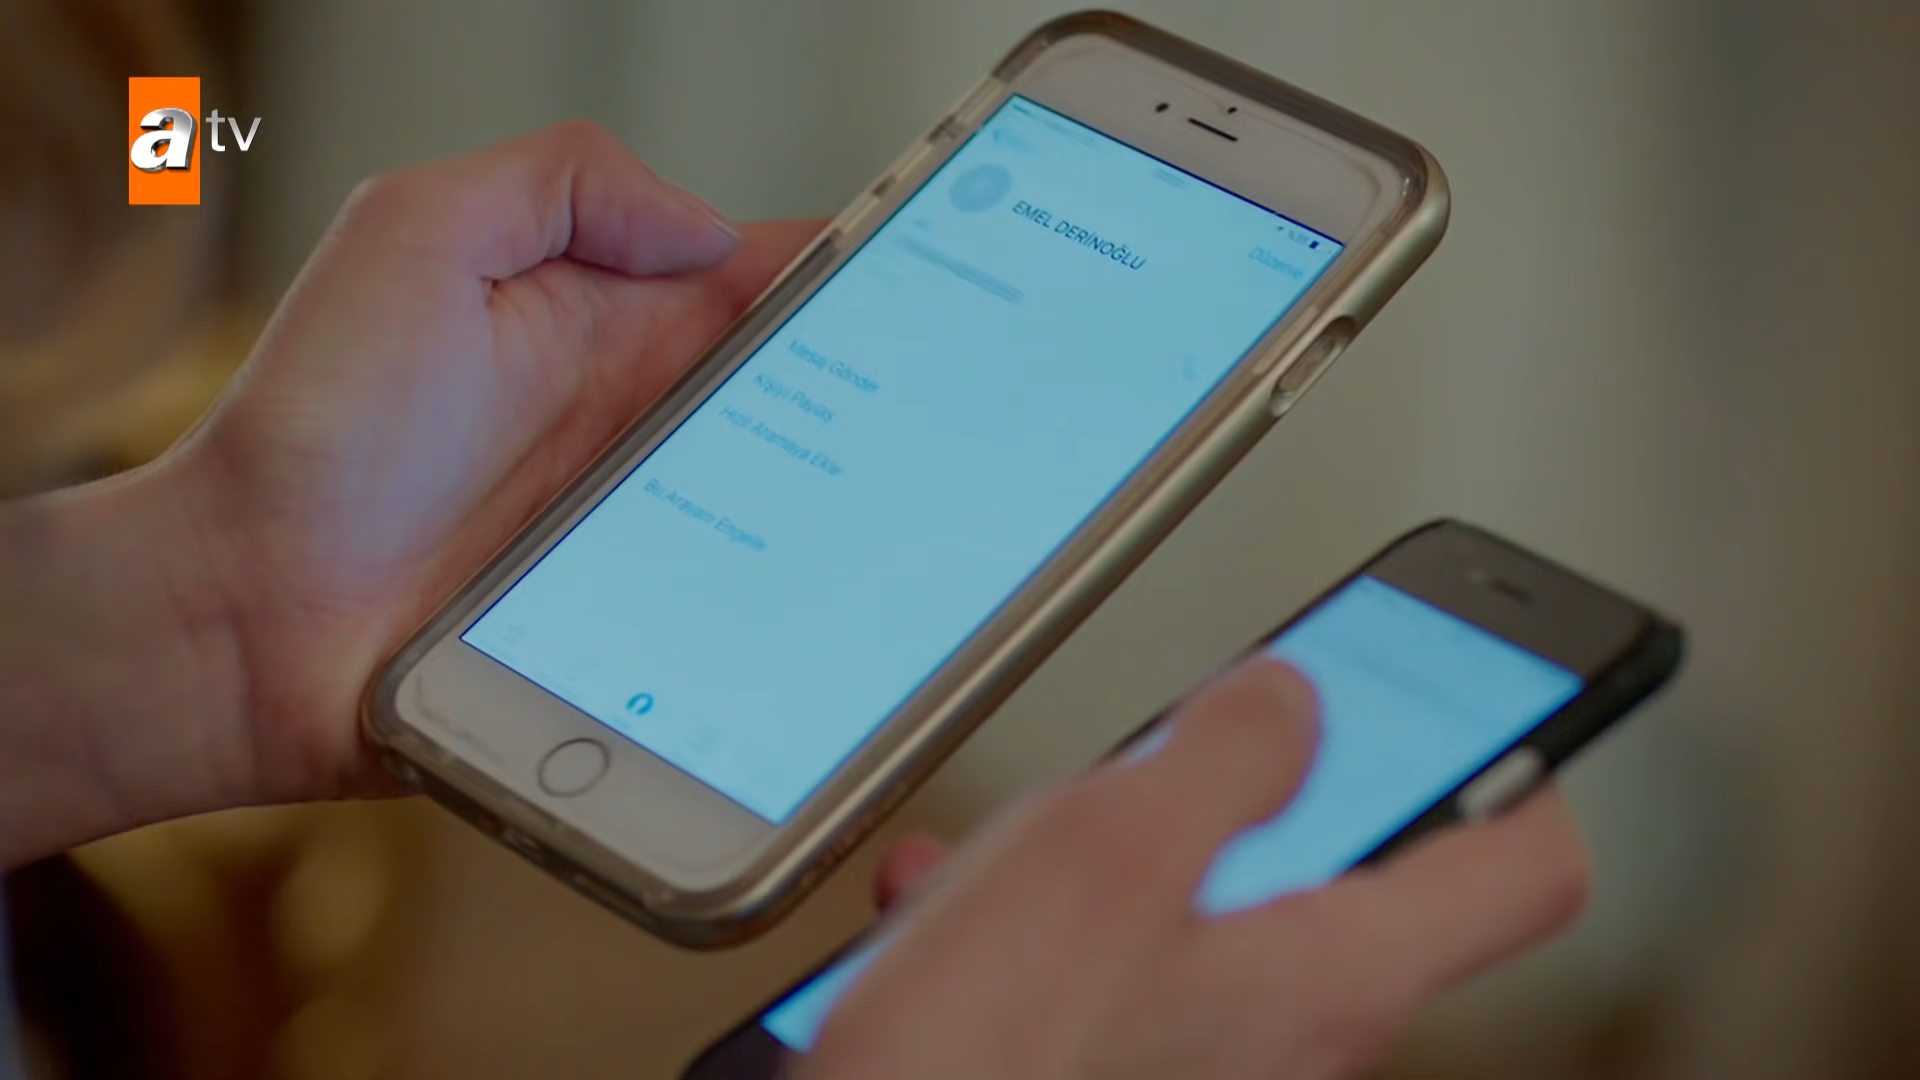 atv
EMEL DERİNOĞLU
Düzenle
Mesaj Gönder
Kişiyi Paylaş
Hızlı Aramaya Ekle
Bu Arayanı Engelle